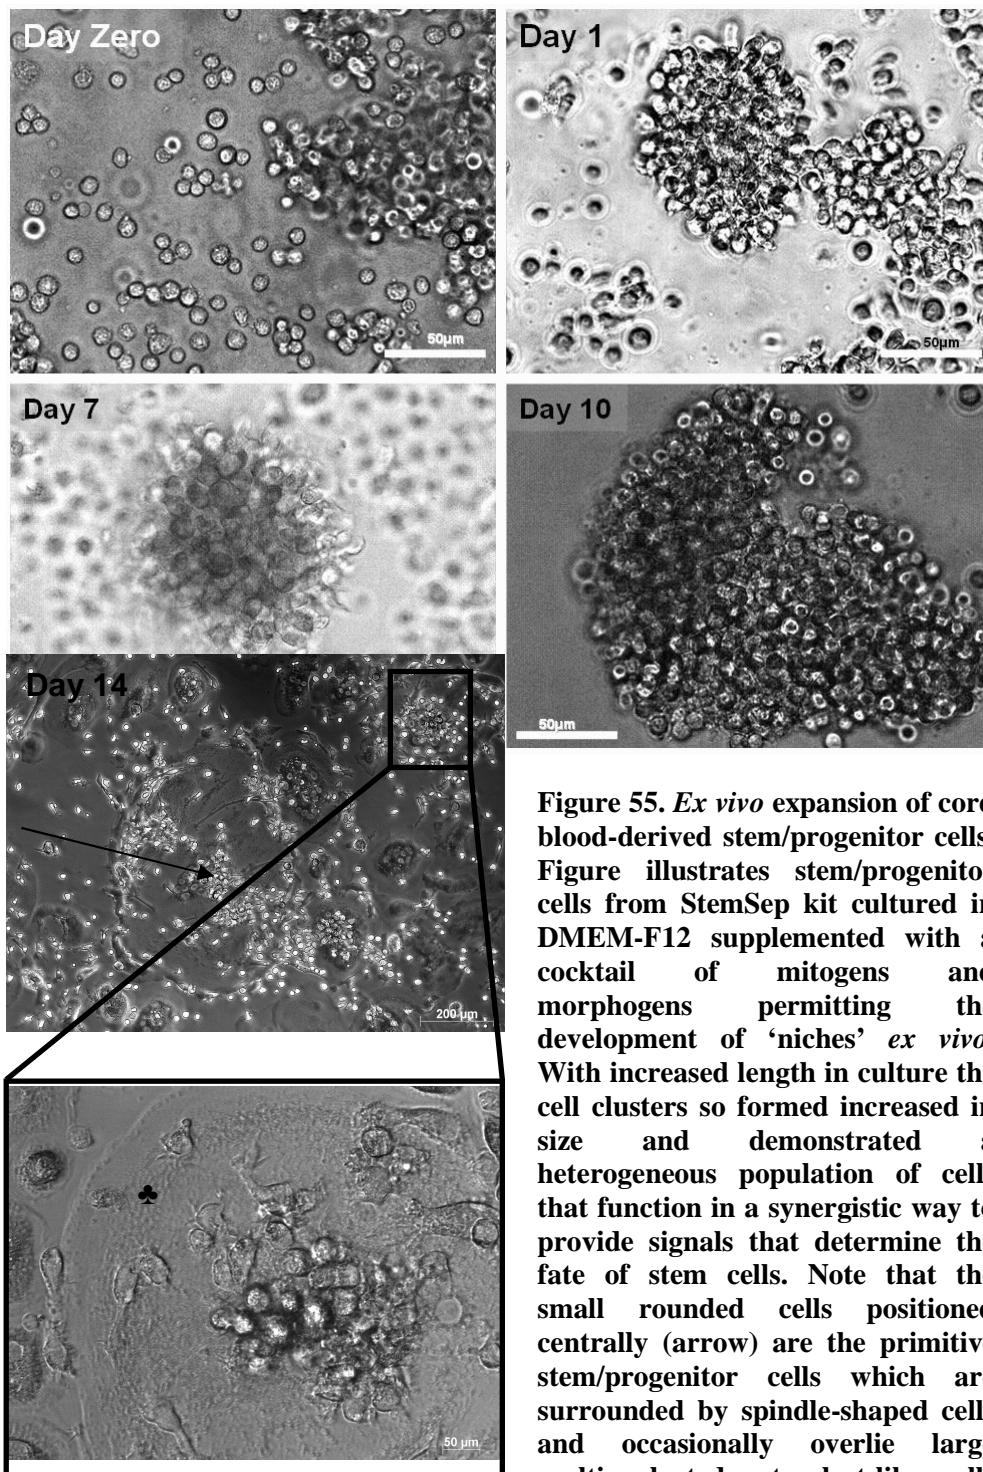 Day Zero
50µm
Day 1
50µm
Day 7
Day 10
50µm
Day 14
200 µm
♣
50 µm
Figure 55. Ex vivo expansion of cord
blood-derived stem/progenitor cells
Figure illustrates stem/progenitor
cells from StemSep kit cultured in
DMEM-F12 supplemented with a
cocktail of mitogens and
morphogens permitting the
development of ‘niches’ ex vivo
With increased length in culture the
cell clusters so formed increased in
size and demonstrated a
heterogeneous population of cell
that function in a synergistic way to
provide signals that determine the
fate of stem cells. Note that the
small rounded cells positioned
centrally (arrow) are the primitive
stem/progenitor cells which are
surrounded by spindle-shaped cell
and occasionally overlie large